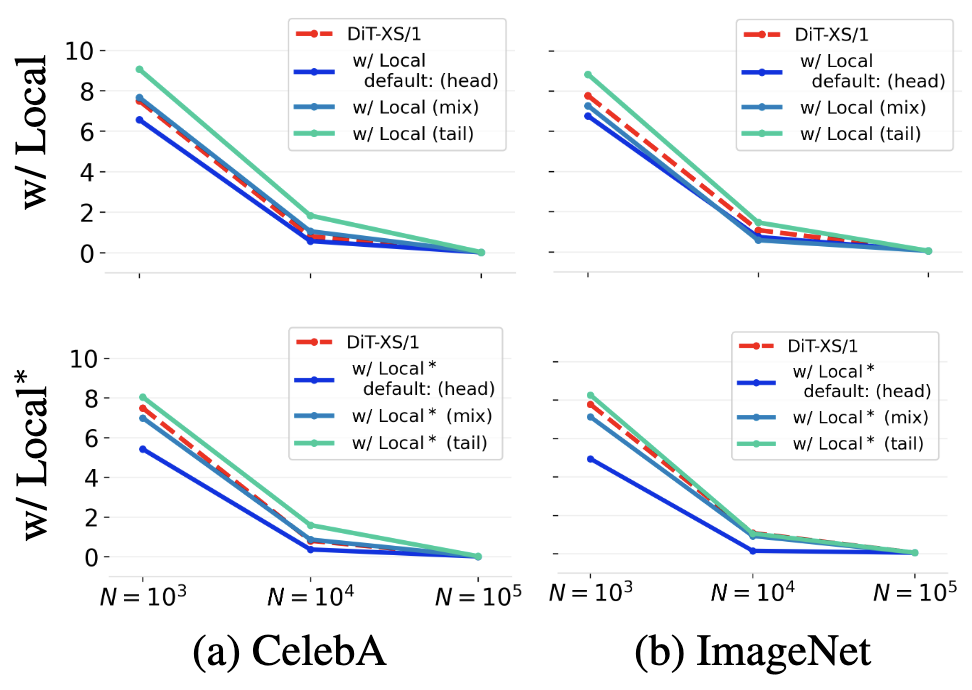 w/ Local
10
8
6
4
2
0
DiT-XS/1
w/ Local
default: (head)
w/ Local (mix)
w/ Local (tail)
DiT-XS/1
w/ Local
default: (head)
w/ Local (mix)
w/ Local (tail)
w/ Local*
10
8
6
4
2
0
DiT-XS/1
w/ Local*
default: (head)
w/ Local* (mix)
w/ Local* (tail)
N = 10³ N = 10⁴ N = 10⁵
DiT-XS/1
w/ Local*
default: (head)
w/ Local* (mix)
w/ Local* (tail)
N = 10³ N = 10⁴ N = 10⁵
(a) CelebA
(b) ImageNet